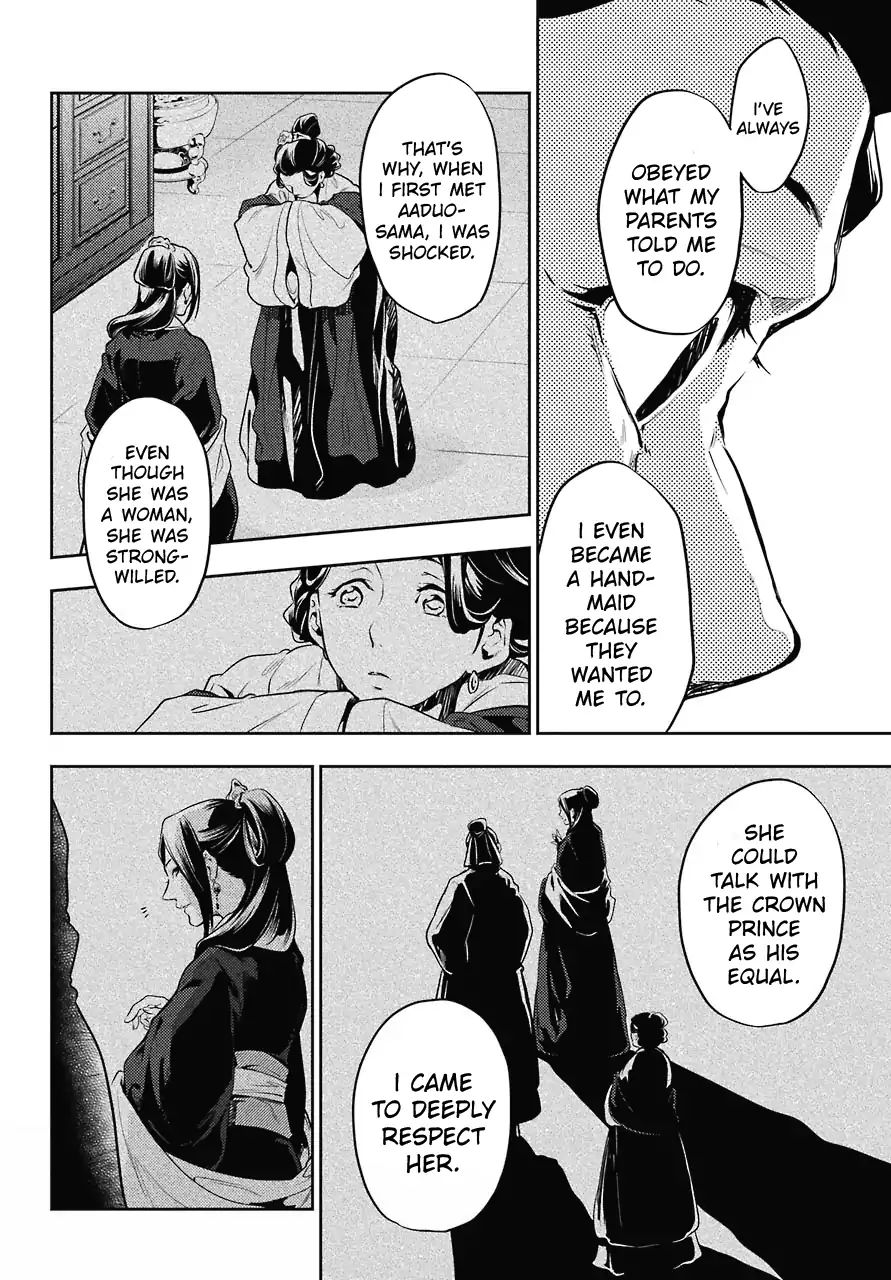 I'VE
ALWAYS
OBEYED
WHAT MY
PARENTS
TOLD ME
TO DO.
I EVEN
BECAME
A HAND-
MAID
BECAUSE
THEY
WANTED
ME TO.
THAT'S
WHY, WHEN
I FIRST MET
AADUO-
SAMA, I WAS
SHOCKED.
EVEN
THOUGH
SHE WAS
A WOMAN,
SHE WAS
STRONG-
WILLED.
SHE
COULD
TALK WITH
THE CROWN
PRINCE
AS HIS
EQUAL.
I CAME
TO DEEPLY
RESPECT
HER.